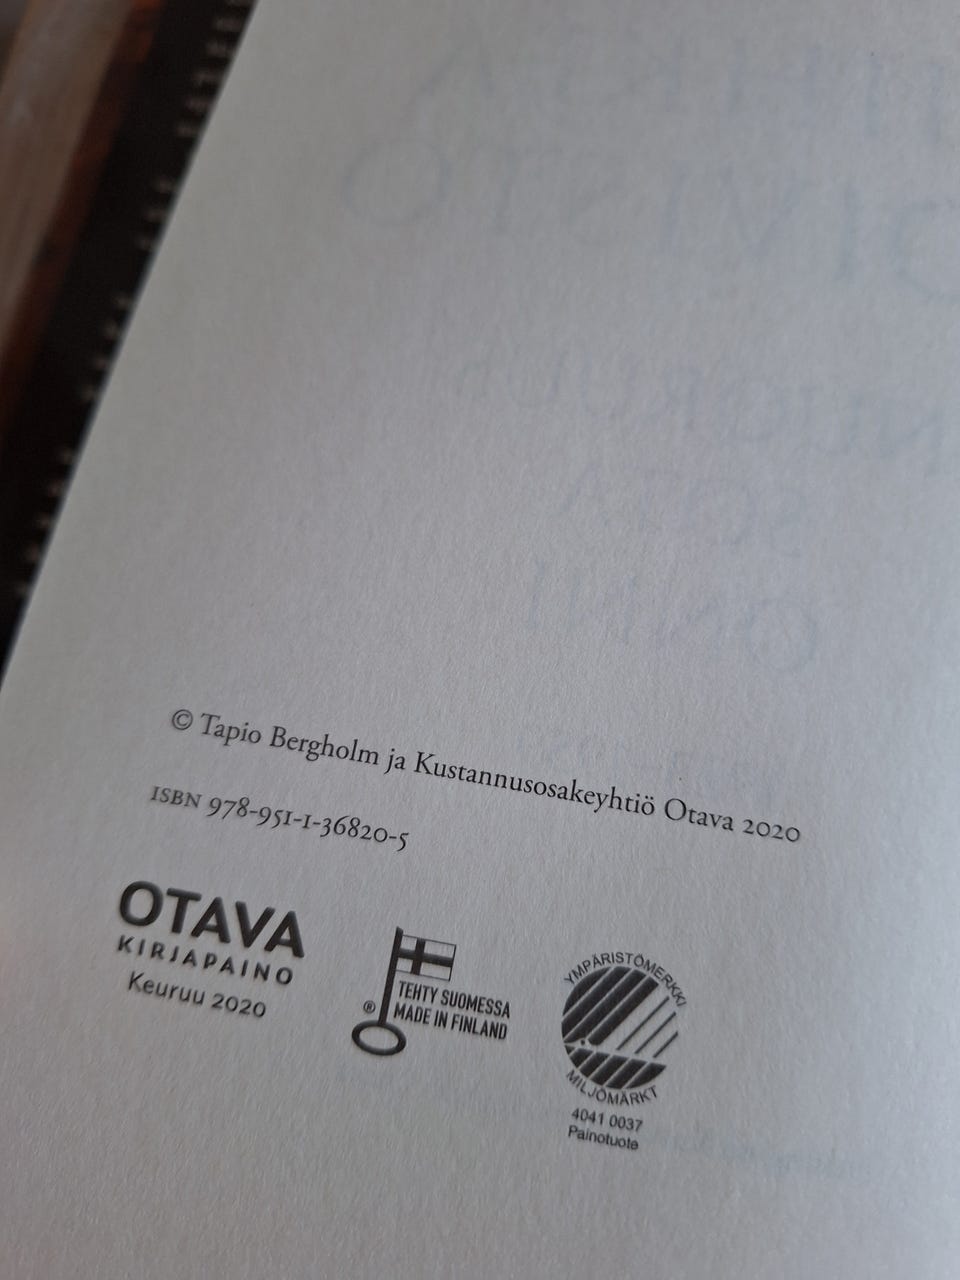 © Tapio Bergholm ja Kustannusosakeyhtiö Otava 2020
ISBN 978-951-1-36820-5
OTAVA
KIRJAPAINO
Keuruu 2020
® TEHTY SUOMESSA
MADE IN FINLAND
YMPÄRISTÖMERKKI
MILJÖMÄRKT
4041 0037
Painotuote